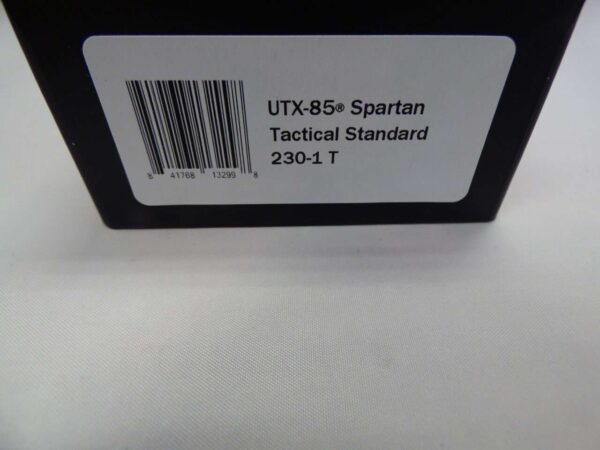 UTX-85® Spartan
Tactical Standard
230-1 T
8 41768 13299 8